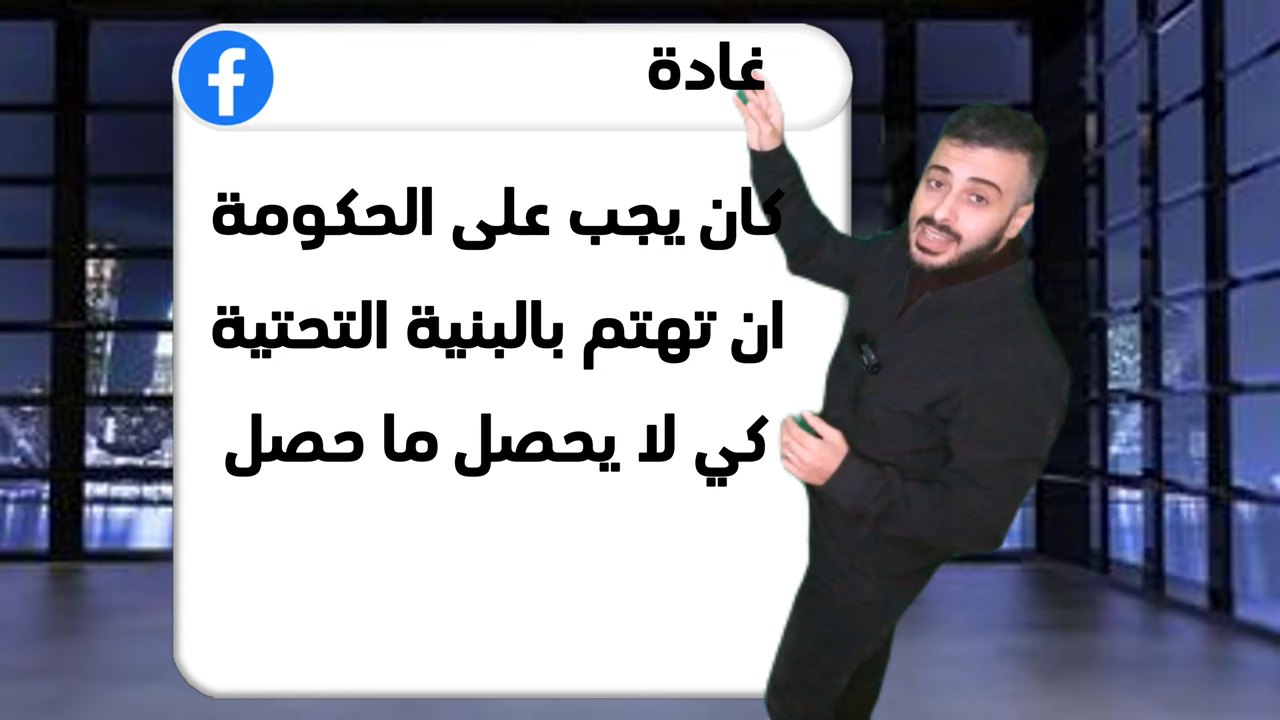 غادة
كان يجب على الحكومة
ان تهتم بالبنية التحتية
كي لا يحصل ما حصل